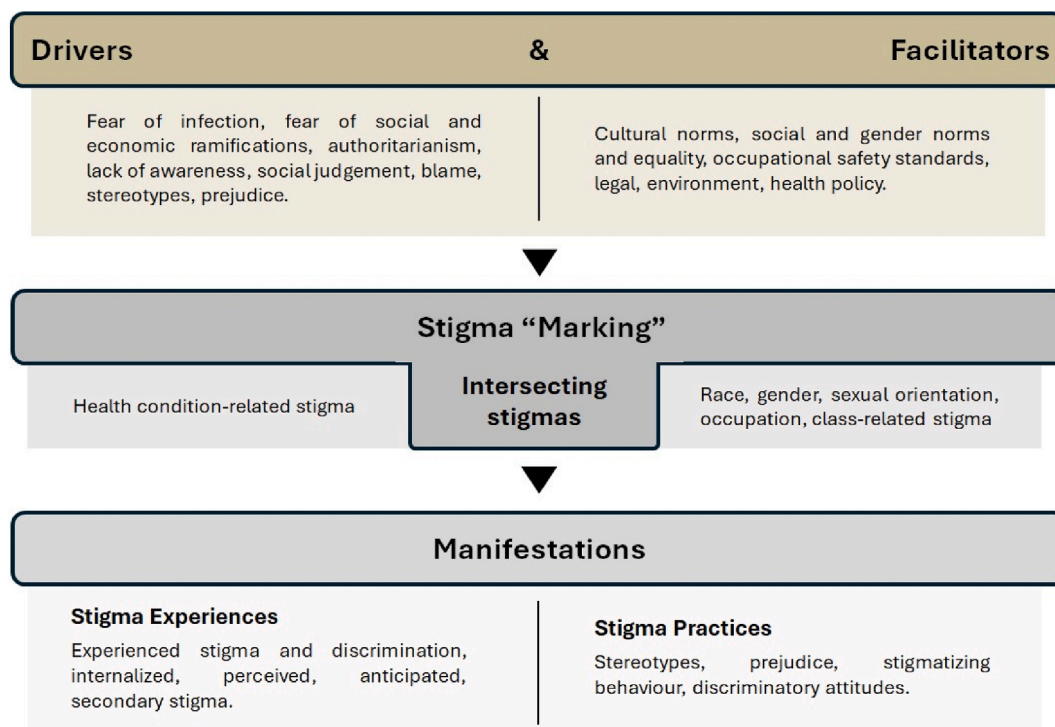 Drivers & Facilitators
Fear of infection, fear of social and
economic ramifications, authoritarianism,
lack of awareness, social judgement, blame,
stereotypes, prejudice.
Cultural norms, social and gender norms
and equality, occupational safety standards,
legal, environment, health policy.
Stigma “Marking”
Health condition-related stigma
Intersecting
stigmas
Race, gender, sexual orientation,
occupation, class-related stigma
Manifestations
Stigma Experiences
Experienced stigma and discrimination,
internalized, perceived, anticipated,
secondary stigma.
Stigma Practices
Stereotypes, prejudice, stigmatizing
behaviour, discriminatory attitudes.